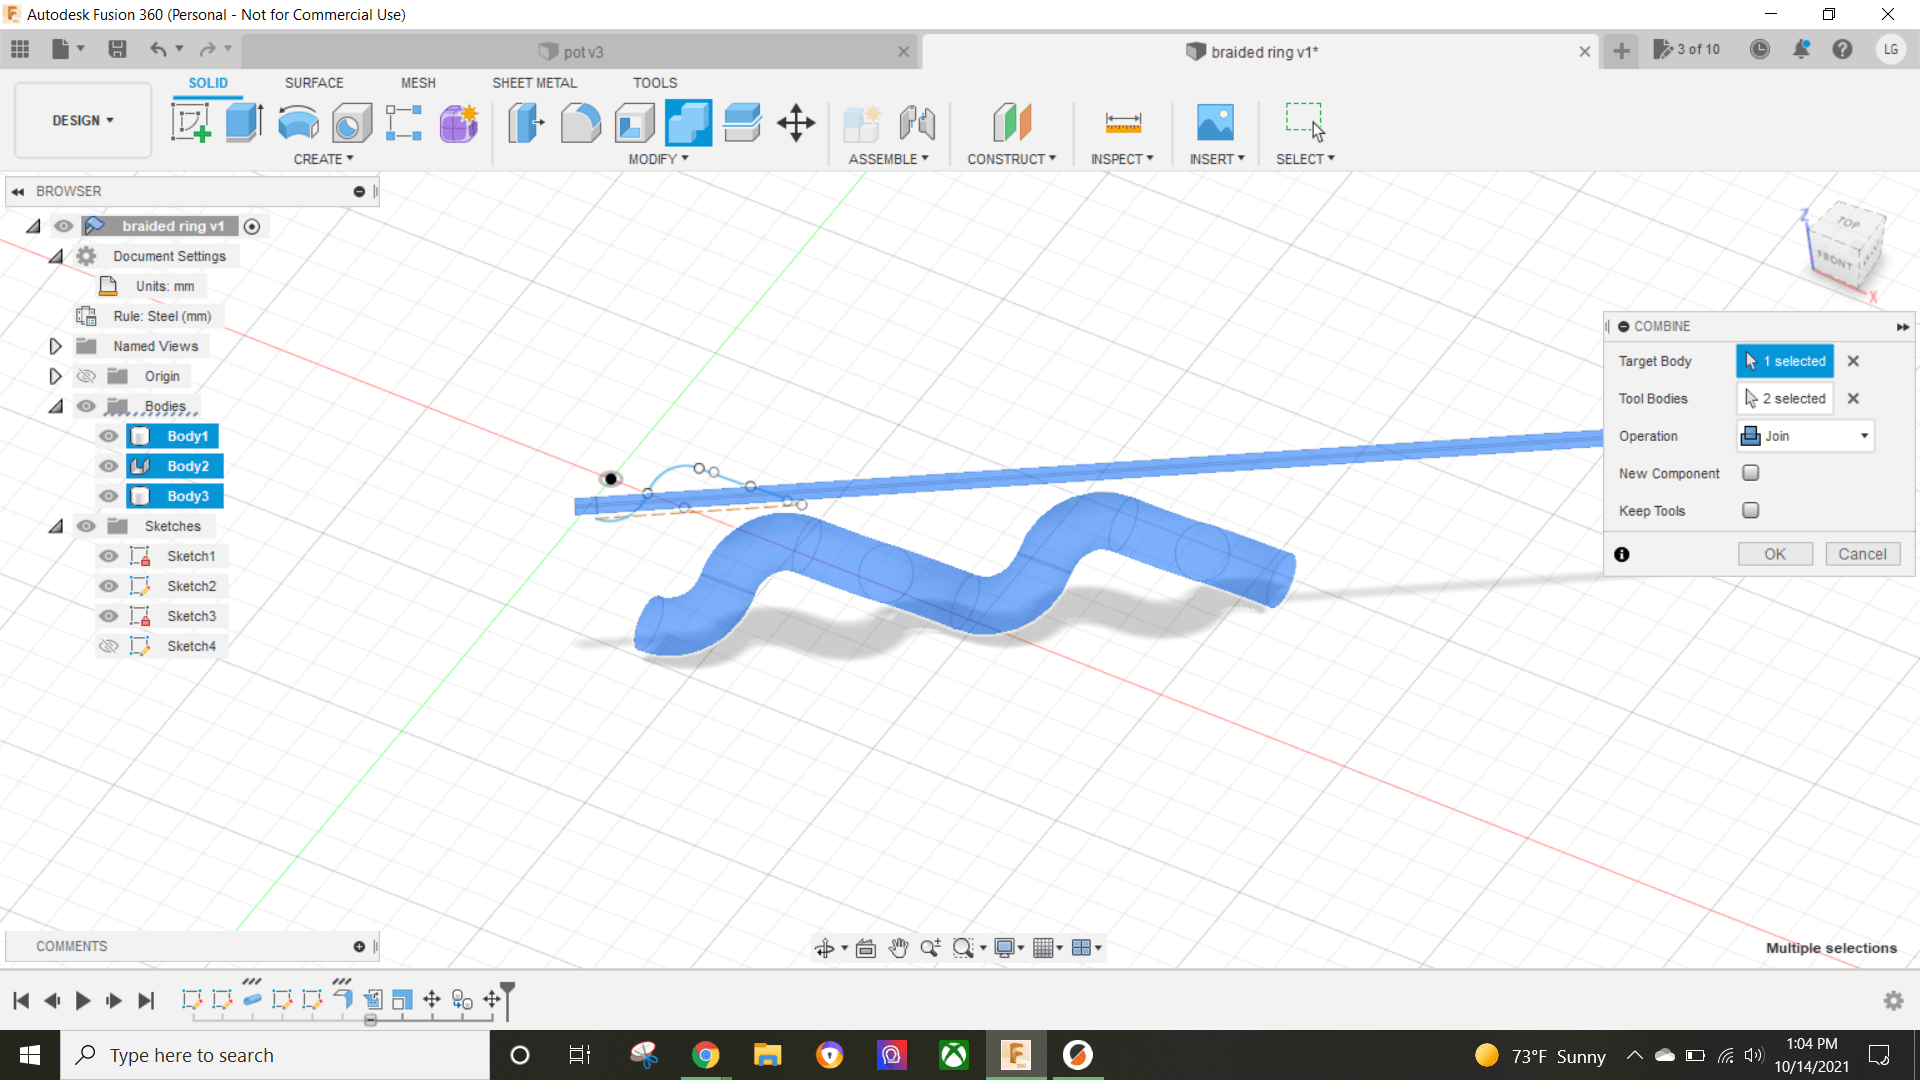 Autodesk Fusion 360 (Personal - Not for Commercial Use)
pot v3
braided ring v1*
3 of 10
LG
DESIGN
SOLID
SURFACE
MESH
SHEET METAL
TOOLS
CREATE
MODIFY
ASSEMBLE
CONSTRUCT
INSPECT
INSERT
SELECT
BROWSER
braided ring v1
Document Settings
Units: mm
Rule: Steel (mm)
Named Views
Origin
Bodies
Body1
Body2
Body3
Sketches
Sketch1
Sketch2
Sketch3
Sketch4
Z
TOP
FRONT
X
COMBINE
Target Body
1 selected
Tool Bodies
2 selected
Operation
Join
New Component
Keep Tools
OK
Cancel
COMMENTS
Multiple selections
Type here to search
73°F Sunny
1:04 PM
10/14/2021